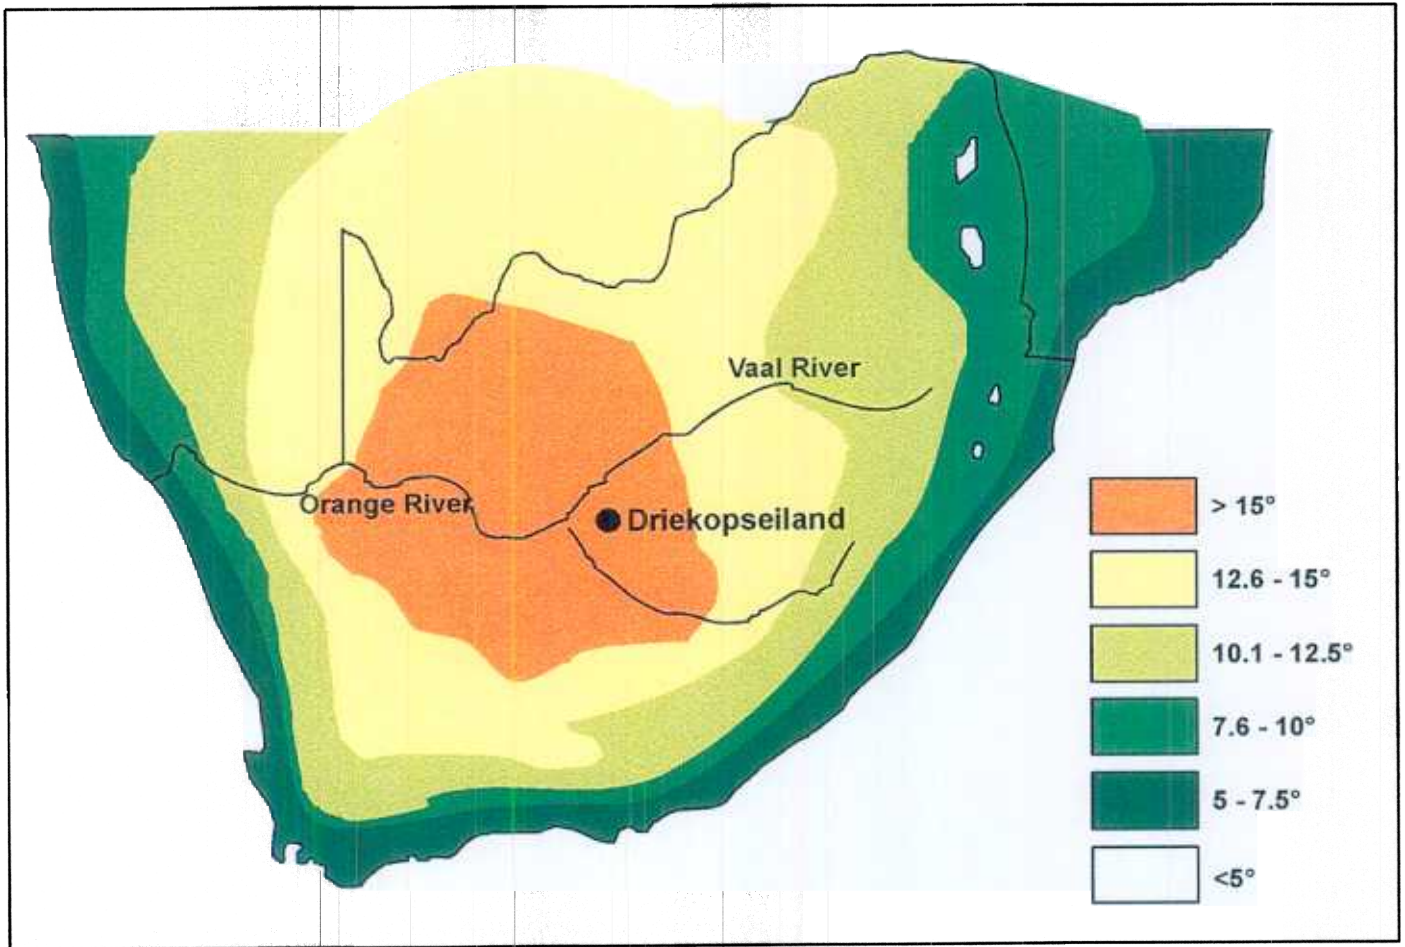 Vaal River
Orange River
Driekopseiland
> 15°
12.6 - 15°
10.1 - 12.5°
7.6 - 10°
5 - 7.5°
<5°